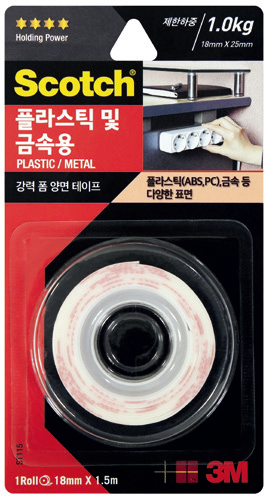 ★★★★
Holding Power
제한하중 1.0kg
18mm X 25mm
Scotch®
플라스틱 및
금속용
PLASTIC / METAL
강력 폼 양면 테이프
플라스틱(ABS,PC),금속 등
다양한 표면
S1115
1Roll 18mm X 1.5m
3M